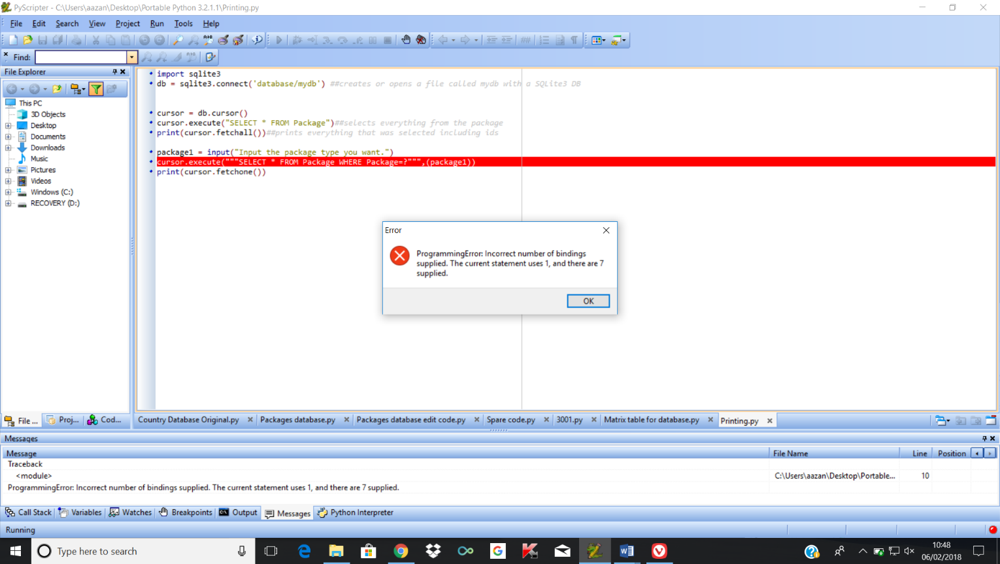 PyScripter - C:\Users\aazan\Desktop\Portable Python 3.2.1.1\Printing.py
File Edit Search View Project Run Tools Help
Find:
File Explorer
This PC
3D Objects
Desktop
Documents
Downloads
Music
Pictures
Videos
Windows (C:)
RECOVERY (D:)
File ... Proj... Cod...
import sqlite3
db = sqlite3.connect('database/mydb') ##creates or opens a file called mydb with a SQLite3 DB
cursor = db.cursor()
cursor.execute("SELECT * FROM Package")##selects everything from the package
print(cursor.fetchall())##prints everything that was selected including ids
package1 = input("Input the package type you want.")
cursor.execute("""SELECT * FROM Package WHERE Package=?""",(package1))
print(cursor.fetchone())
Error
ProgrammingError: Incorrect number of bindings
supplied. The current statement uses 1, and there are 7
supplied.
OK
Country Database Original.py Packages database.py Packages database edit code.py Spare code.py 3001.py Matrix table for database.py Printing.py
Messages
Message File Name Line Position
Traceback
<module> C:\Users\aazan\Desktop\Portable... 10
ProgrammingError: Incorrect number of bindings supplied. The current statement uses 1, and there are 7 supplied.
Call Stack Variables Watches Breakpoints Output Messages Python Interpreter
Running
Type here to search
10:48
06/02/2018